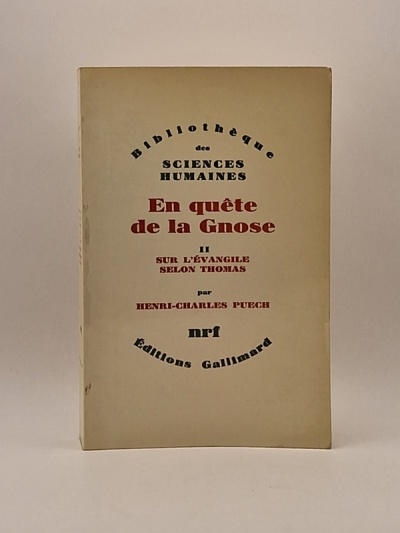 Bibliothèque
des
SCIENCES
HUMAINES
En quête
de la Gnose
II
SUR L'ÉVANGILE
SELON THOMAS
par
HENRI-CHARLES PUECH
nrf
Éditions Gallimard